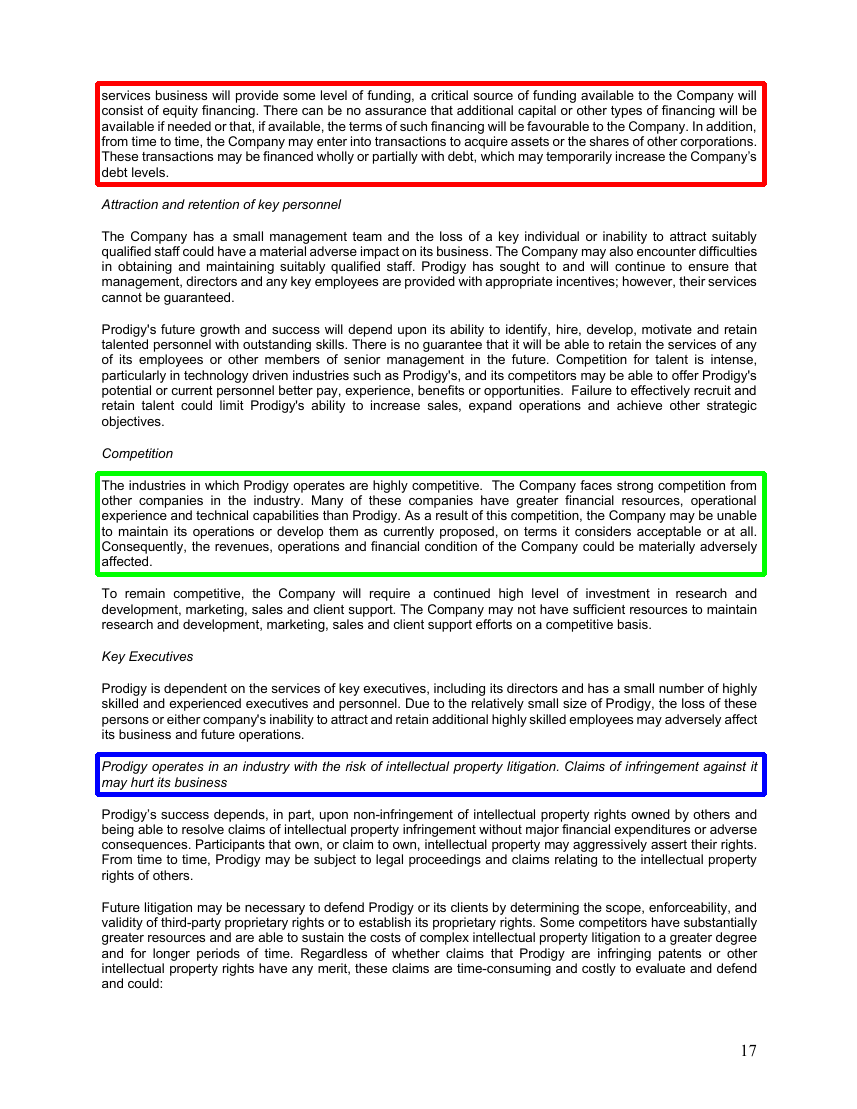 services business will provide some level of funding, a critical source of funding available to the Company will
consist of equity financing. There can be no assurance that additional capital or other types of financing will be
available if needed or that, if available, the terms of such financing will be favourable to the Company. In addition,
from time to time, the Company may enter into transactions to acquire assets or the shares of other corporations.
These transactions may be financed wholly or partially with debt, which may temporarily increase the Company’s
debt levels.
Attraction and retention of key personnel
The Company has a small management team and the loss of a key individual or inability to attract suitably
qualified staff could have a material adverse impact on its business. The Company may also encounter difficulties
in obtaining and maintaining suitably qualified staff. Prodigy has sought to and will continue to ensure that
management, directors and any key employees are provided with appropriate incentives; however, their services
cannot be guaranteed.
Prodigy's future growth and success will depend upon its ability to identify, hire, develop, motivate and retain
talented personnel with outstanding skills. There is no guarantee that it will be able to retain the services of any
of its employees or other members of senior management in the future. Competition for talent is intense,
particularly in technology driven industries such as Prodigy's, and its competitors may be able to offer Prodigy's
potential or current personnel better pay, experience, benefits or opportunities.  Failure to effectively recruit and
retain talent could limit Prodigy's ability to increase sales, expand operations and achieve other strategic
objectives.
Competition
The industries in which Prodigy operates are highly competitive.  The Company faces strong competition from
other companies in the industry. Many of these companies have greater financial resources, operational
experience and technical capabilities than Prodigy. As a result of this competition, the Company may be unable
to maintain its operations or develop them as currently proposed, on terms it considers acceptable or at all.
Consequently, the revenues, operations and financial condition of the Company could be materially adversely
affected.
To remain competitive, the Company will require a continued high level of investment in research and
development, marketing, sales and client support. The Company may not have sufficient resources to maintain
research and development, marketing, sales and client support efforts on a competitive basis.
Key Executives
Prodigy is dependent on the services of key executives, including its directors and has a small number of highly
skilled and experienced executives and personnel. Due to the relatively small size of Prodigy, the loss of these
persons or either company's inability to attract and retain additional highly skilled employees may adversely affect
its business and future operations.
Prodigy operates in an industry with the risk of intellectual property litigation. Claims of infringement against it
may hurt its business
Prodigy’s success depends, in part, upon non-infringement of intellectual property rights owned by others and
being able to resolve claims of intellectual property infringement without major financial expenditures or adverse
consequences. Participants that own, or claim to own, intellectual property may aggressively assert their rights.
From time to time, Prodigy may be subject to legal proceedings and claims relating to the intellectual property
rights of others.
Future litigation may be necessary to defend Prodigy or its clients by determining the scope, enforceability, and
validity of third-party proprietary rights or to establish its proprietary rights. Some competitors have substantially
greater resources and are able to sustain the costs of complex intellectual property litigation to a greater degree
and for longer periods of time. Regardless of whether claims that Prodigy are infringing patents or other
intellectual property rights have any merit, these claims are time-consuming and costly to evaluate and defend
and could:
17